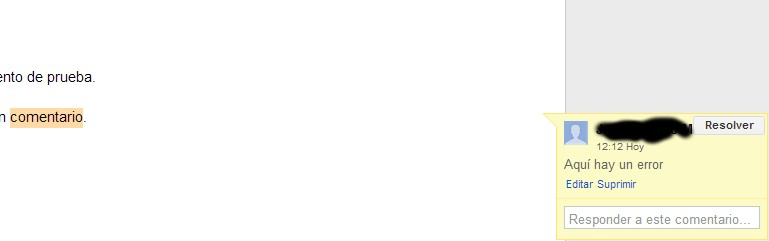 ento de prueba.
n comentario.
Resolver
12:12 Hoy
Aquí hay un error
Editar Suprimir
Responder a este comentario...